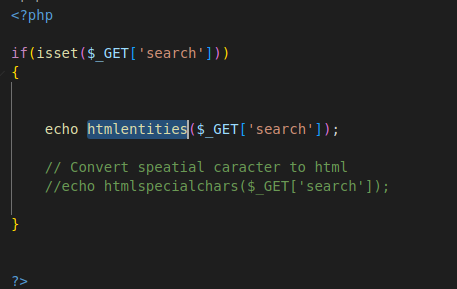 <?php
if(isset($_GET['search']))
{
echo htmlentities($_GET['search']);
// Convert speatial caracter to html
//echo htmlspecialchars($_GET['search']);
}
?>